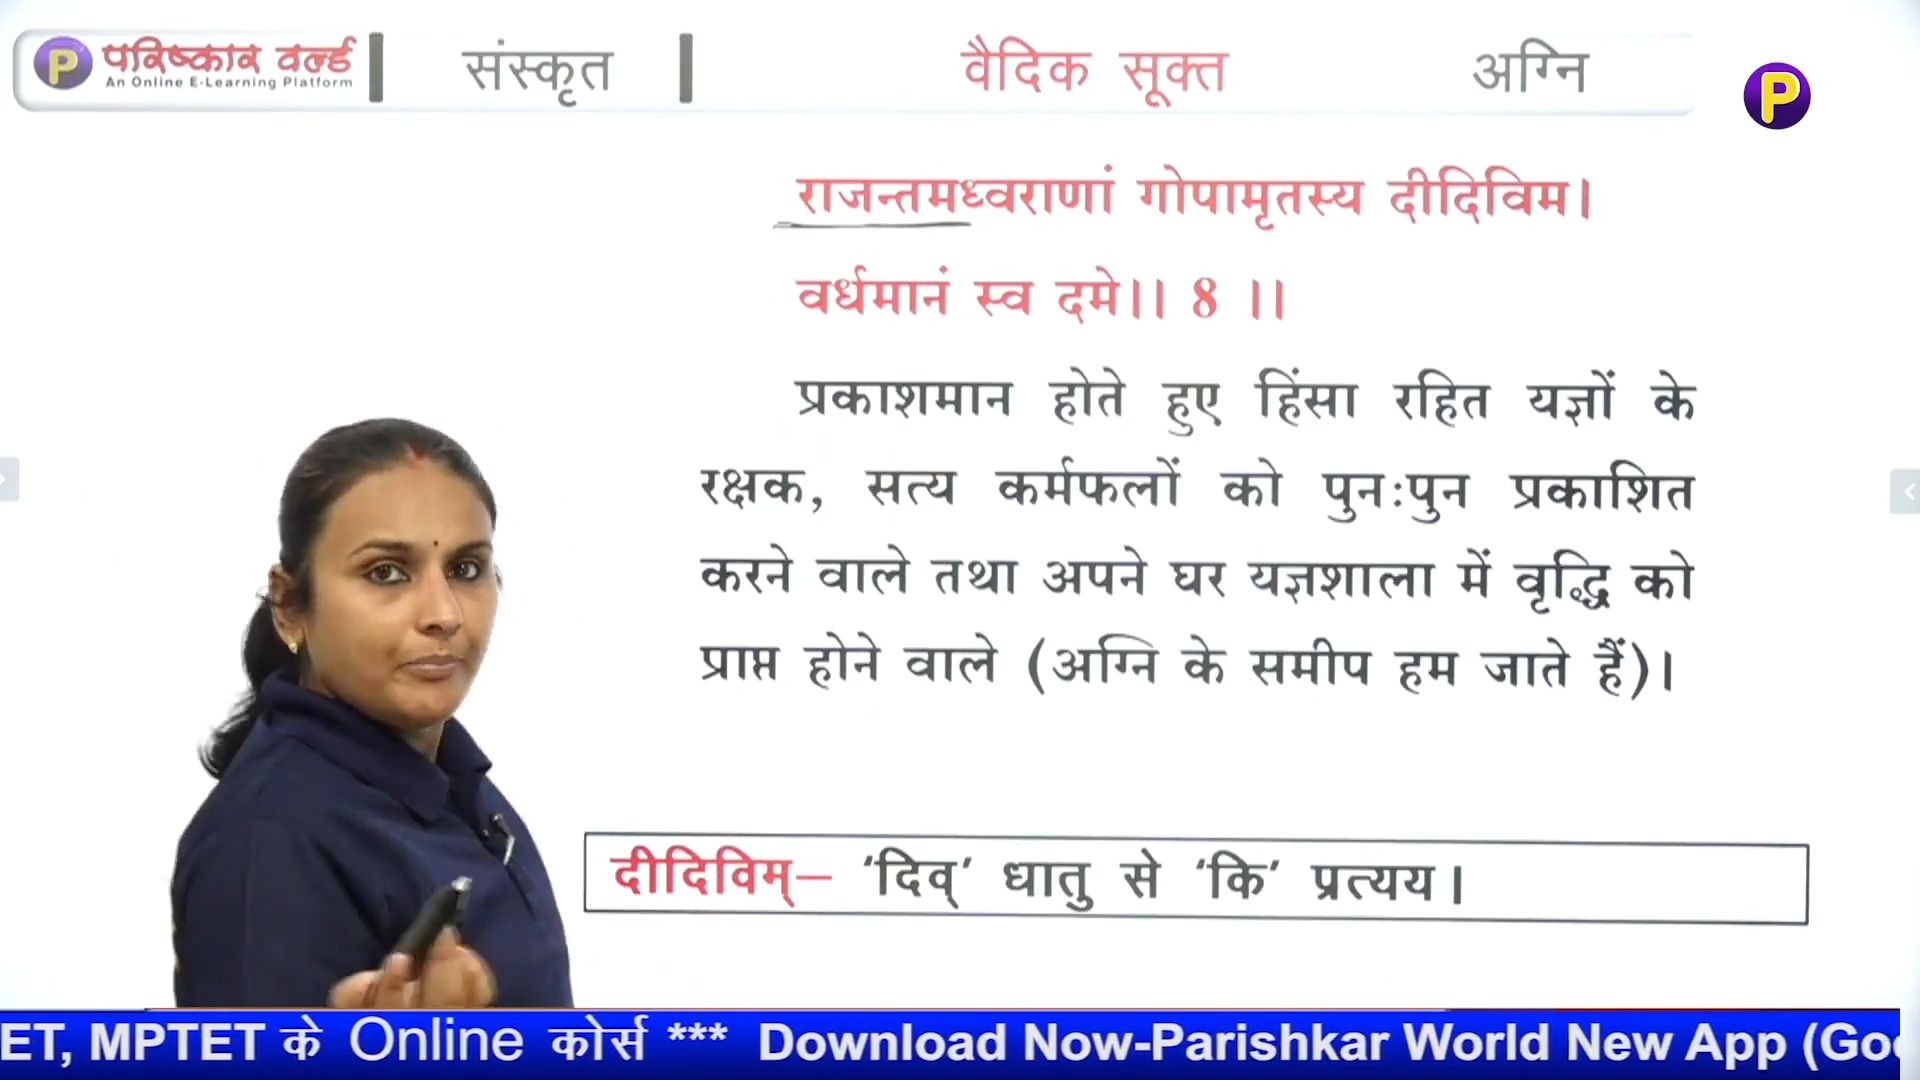 परिष्कार वर्ल्ड
An Online E-Learning Platform
संस्कृत
वैदिक सूक्त
अग्नि
P
P
राजन्तमध्वराणां गोपामृतस्य दीदिविम।
वर्धमानं स्व दमे।। 8 ।।
प्रकाशमान होते हुए हिंसा रहित यज्ञों के
रक्षक, सत्य कर्मफलों को पुनःपुन प्रकाशित
करने वाले तथा अपने घर यज्ञशाला में वृद्धि को
प्राप्त होने वाले (अग्नि के समीप हम जाते हैं)।
दीदिविम्– ‘दिव्’ धातु से ‘कि’ प्रत्यय।
ET, MPTET के Online कोर्स *** Download Now-Parishkar World New App (Goo